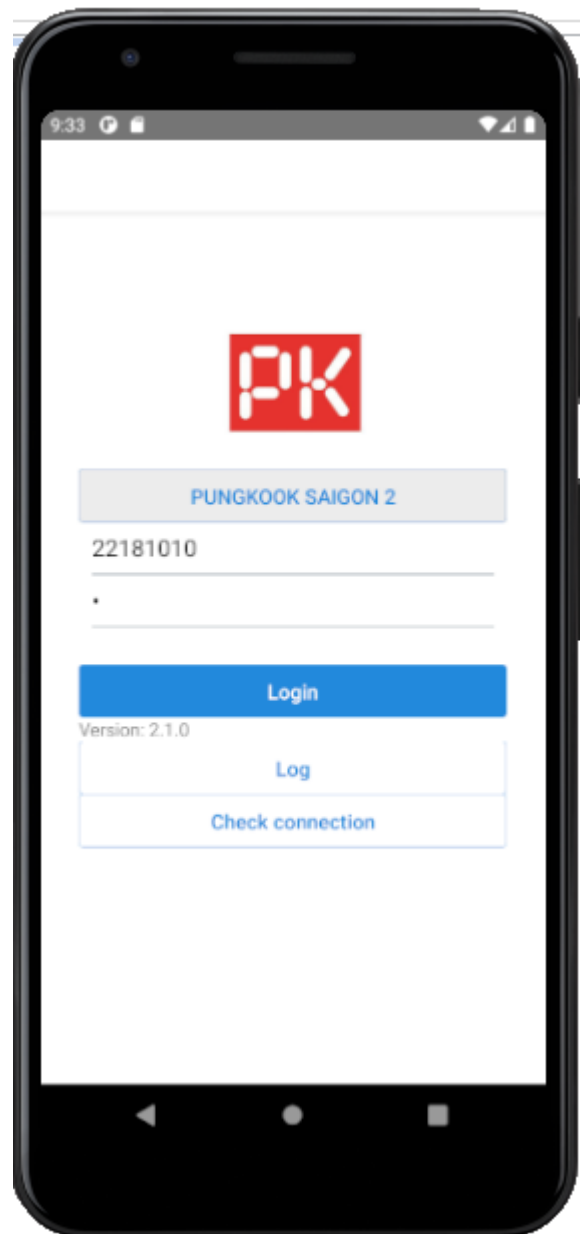 9:33
PK
PUNGKOOK SAIGON 2
22181010
•
Login
Version: 2.1.0
Log
Check connection